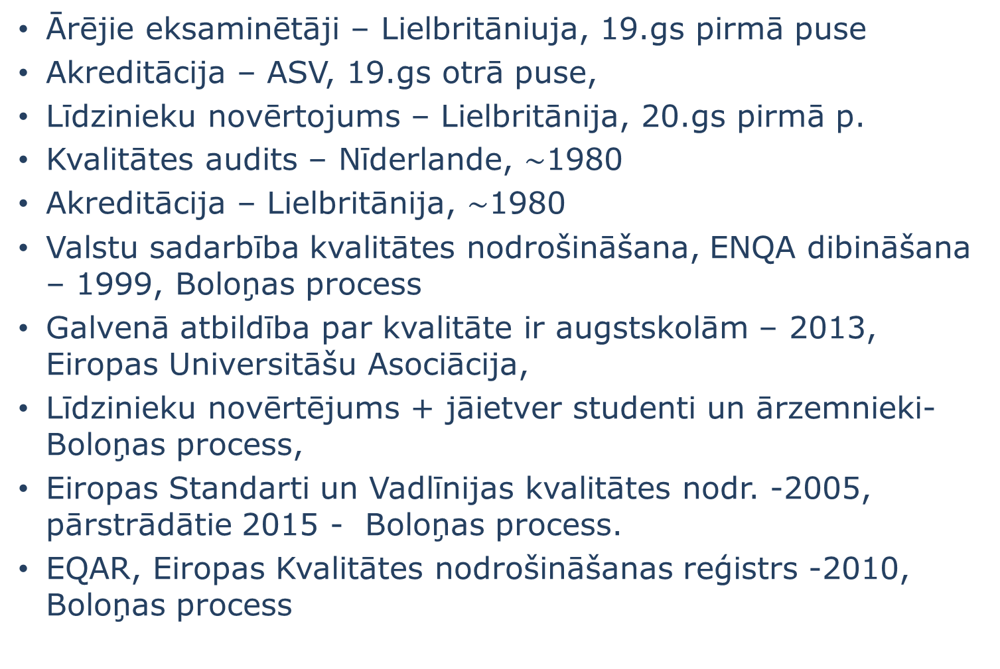 • Ārējie eksaminētāji – Lielbritāniuja, 19.gs pirmā puse
• Akreditācija – ASV, 19.gs otrā puse,
• Līdzinieku novērtojums – Lielbritānija, 20.gs pirmā p.
• Kvalitātes audits – Nīderlande, ~1980
• Akreditācija – Lielbritānija, ~1980
• Valstu sadarbība kvalitātes nodrošināšana, ENQA dibināšana
– 1999, Boloņas process
• Galvenā atbildība par kvalitāte ir augstskolām – 2013,
Eiropas Universitāšu Asociācija,
• Līdzinieku novērtējums + jāietver studenti un ārzemnieki-
Boloņas process,
• Eiropas Standarti un Vadlīnijas kvalitātes nodr. -2005,
pārstrādātie 2015 -  Boloņas process.
• EQAR, Eiropas Kvalitātes nodrošināšanas reģistrs -2010,
Boloņas process